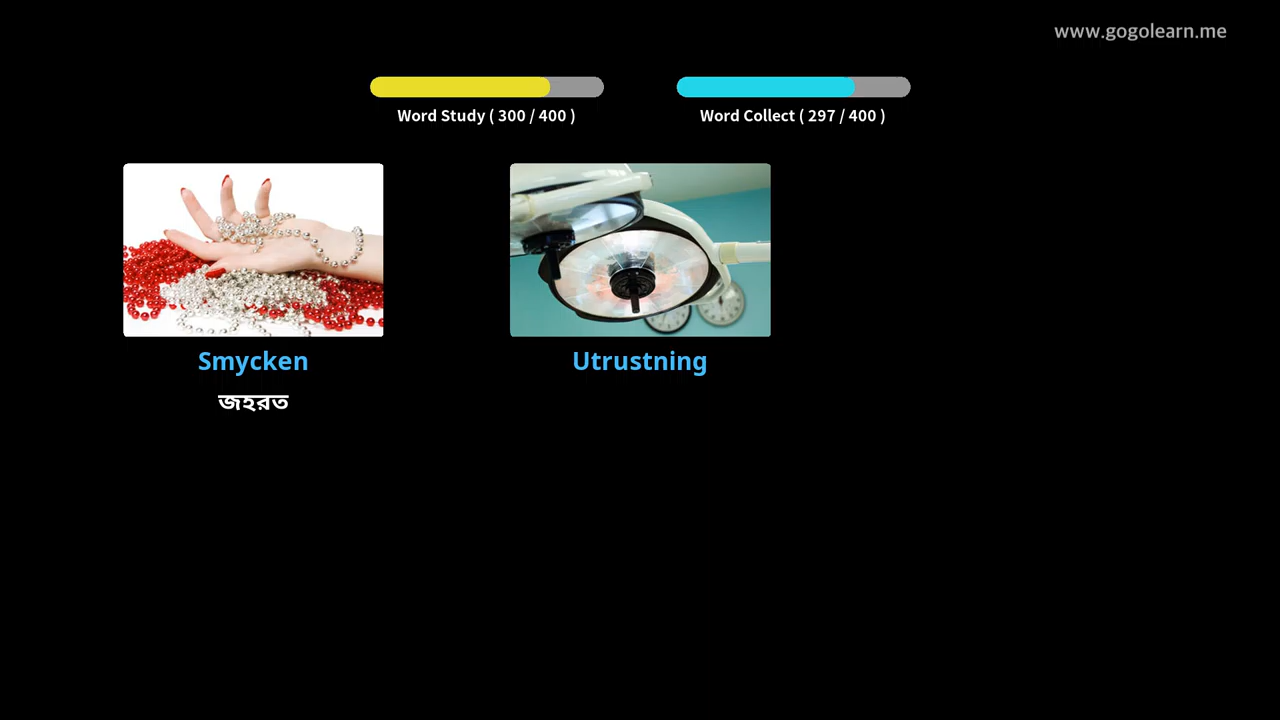 www.gogolearn.me
Word Study ( 300 / 400 )
Word Collect ( 297 / 400 )
Smycken
Utrustning
জহরত